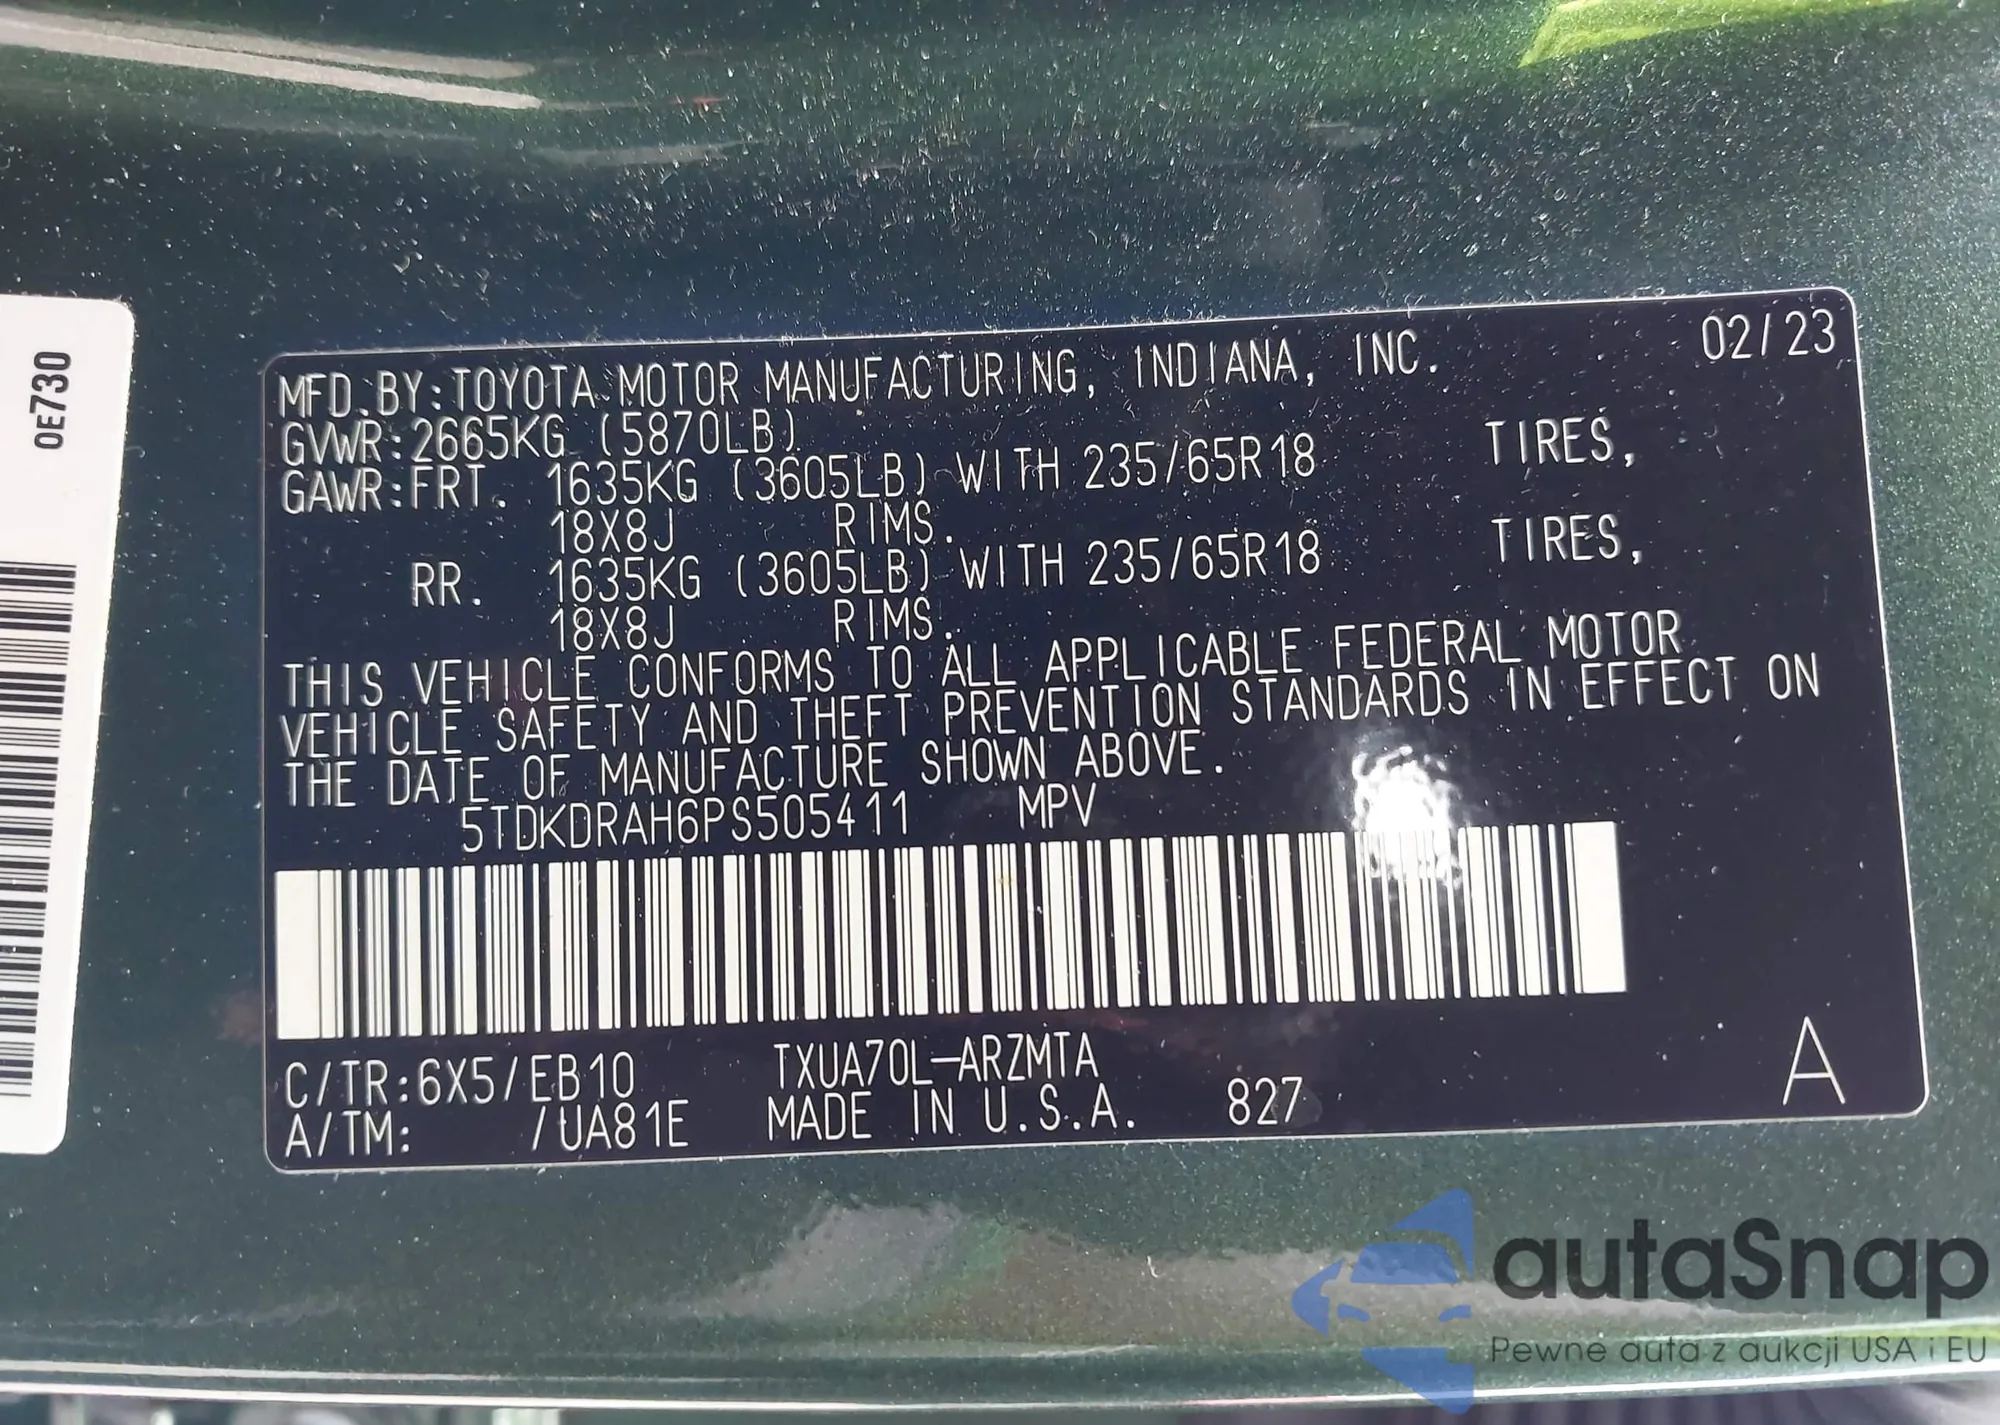 0E730
02/23
MFD.BY:TOYOTA MOTOR MANUFACTURING, INDIANA, INC.
GVWR:2665KG (5870LB)
GAWR:FRT. 1635KG (3605LB) WITH 235/65R18 TIRES,
18X8J RIMS.
RR. 1635KG (3605LB) WITH 235/65R18 TIRES,
18X8J RIMS.
THIS VEHICLE CONFORMS TO ALL APPLICABLE FEDERAL MOTOR
VEHICLE SAFETY AND THEFT PREVENTION STANDARDS IN EFFECT ON
THE DATE OF MANUFACTURE SHOWN ABOVE.
5TDKDRAH6PS505411 MPV
C/TR:6X5/EB10 TXUA70L-ARZMTA
A/TM: /UA81E MADE IN U.S.A. 827
A
autaSnap
Pewne auta z aukcji USA i EU